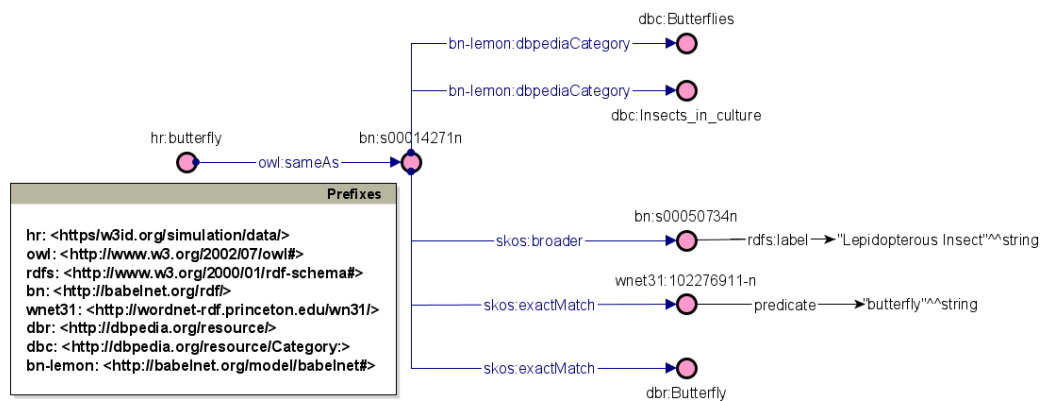 dbc:Butterflies
bn-lemon:dbpediaCategory
bn-lemon:dbpediaCategory
dbc:Insects_in_culture
hr:butterfly
bn:s00014271n
owl:sameAs
Prefixes
hr: <https/w3id.org/simulation/data/>
owl: <http://www.w3.org/2002/07/owl#>
rdfs: <http://www.w3.org/2000/01/rdf-schema#>
bn: <http://babelnet.org/rdf/>
wnet31: <http://wordnet-rdf.princeton.edu/wn31/>
dbr: <http://dbpedia.org/resource/>
dbc: <http://dbpedia.org/resource/Category:>
bn-lemon: <http://babelnet.org/model/babelnet#>
bn:s00050734n
skos:broader
rdfs:label
"Lepidopterous Insect"^^string
wnet31:102276911-n
skos:exactMatch
predicate
"butterfly"^^string
skos:exactMatch
dbr:Butterfly